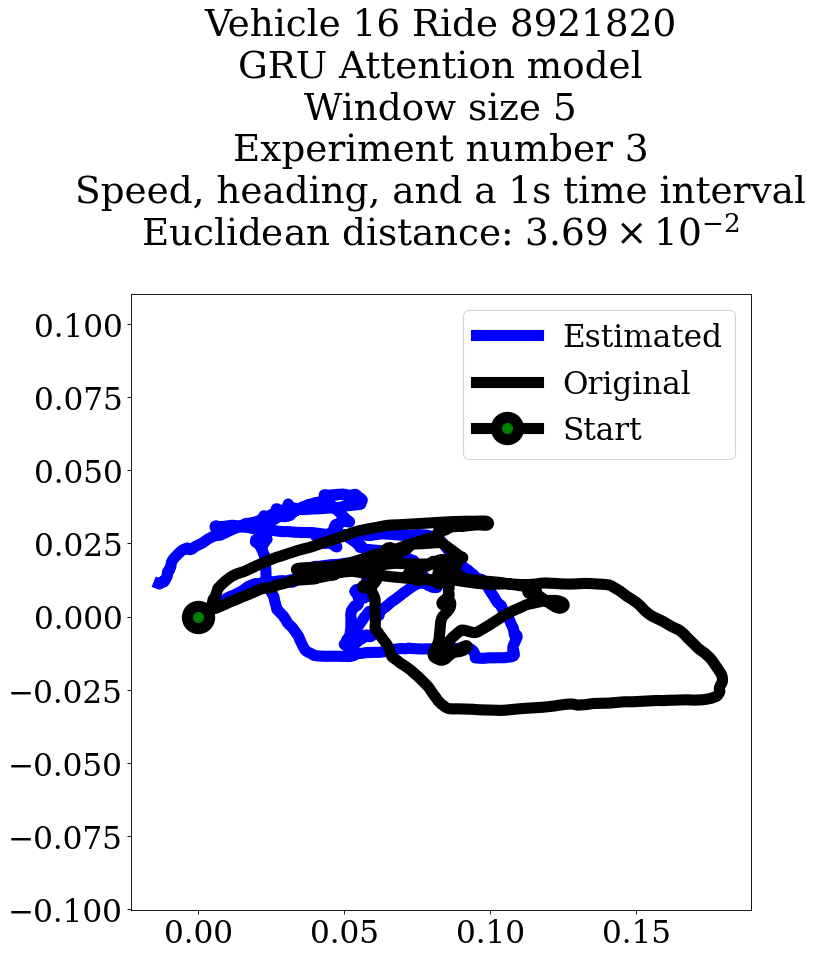 Vehicle 16 Ride 8921820
GRU Attention model
Window size 5
Experiment number 3
Speed, heading, and a 1s time interval
Euclidean distance: 3.69 × 10⁻²
Estimated
Original
Start
0.100
0.075
0.050
0.025
0.000
−0.025
−0.050
−0.075
−0.100
0.00 0.05 0.10 0.15